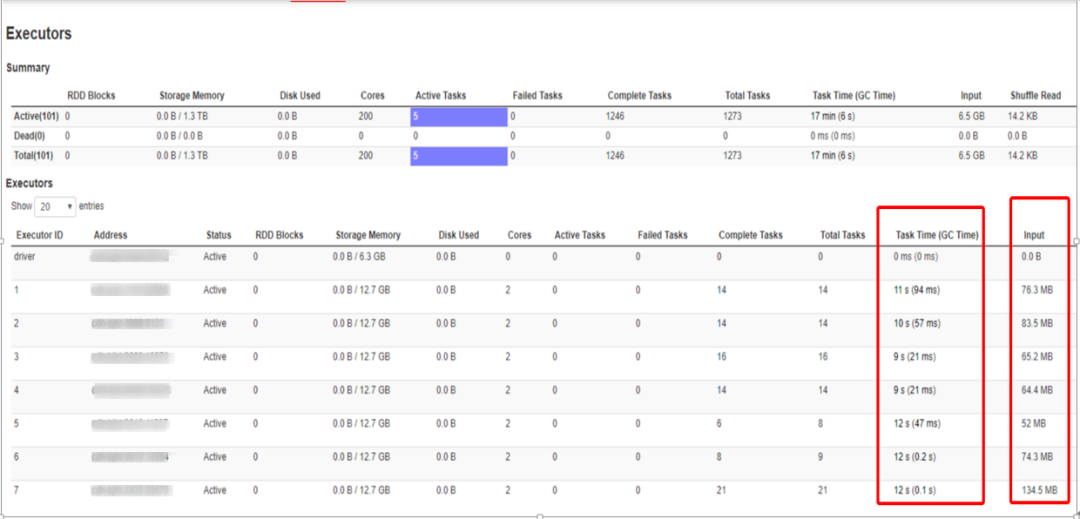 Executors
Summary
RDD Blocks Storage Memory Disk Used Cores Active Tasks Failed Tasks Complete Tasks Total Tasks Task Time (GC Time) Input Shuffle Read
Active(101) 0 0.0 B / 1.3 TB 0.0 B 200 5 0 1246 1273 17 min (6 s) 6.5 GB 14.2 KB
Dead(0) 0 0.0 B / 0.0 B 0.0 B 0 0 0 0 0 0 ms (0 ms) 0.0 B 0.0 B
Total(101) 0 0.0 B / 1.3 TB 0.0 B 200 5 0 1246 1273 17 min (6 s) 6.5 GB 14.2 KB
Executors
Show 20 entries
Executor ID Address Status RDD Blocks Storage Memory Disk Used Cores Active Tasks Failed Tasks Complete Tasks Total Tasks Task Time (GC Time) Input
driver Active 0 0.0 B / 6.3 GB 0.0 B 0 0 0 0 0 0 ms (0 ms) 0.0 B
1 Active 0 0.0 B / 12.7 GB 0.0 B 2 0 0 14 14 11 s (94 ms) 76.3 MB
2 Active 0 0.0 B / 12.7 GB 0.0 B 2 0 0 14 14 10 s (57 ms) 83.5 MB
3 Active 0 0.0 B / 12.7 GB 0.0 B 2 0 0 16 16 9 s (21 ms) 65.2 MB
4 Active 0 0.0 B / 12.7 GB 0.0 B 2 0 0 14 14 9 s (21 ms) 64.4 MB
5 Active 0 0.0 B / 12.7 GB 0.0 B 2 0 0 6 8 12 s (47 ms) 52 MB
6 Active 0 0.0 B / 12.7 GB 0.0 B 2 0 0 8 9 12 s (0.2 s) 74.3 MB
7 Active 0 0.0 B / 12.7 GB 0.0 B 2 0 0 21 21 12 s (0.1 s) 134.5 MB